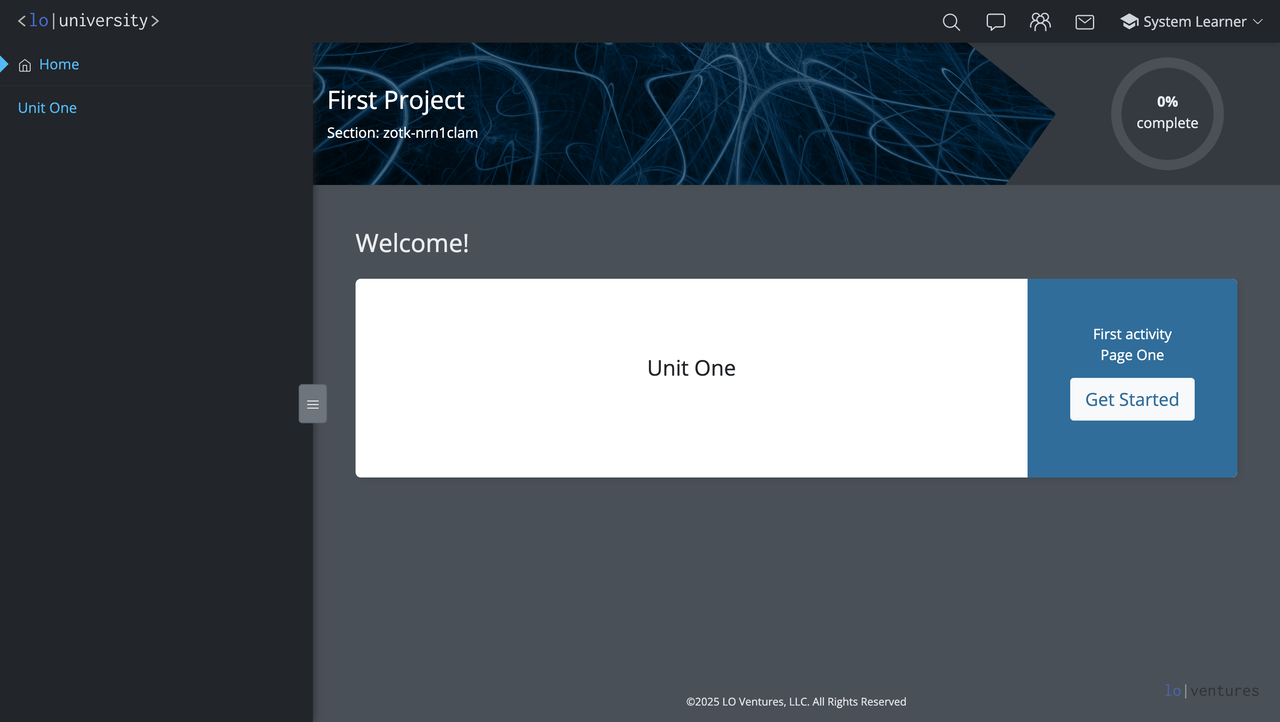 <lo|university>
System Learner
Home
Unit One
First Project
Section: zotk-nrn1clam
0%
complete
Welcome!
Unit One
First activity
Page One
Get Started
©2025 LO Ventures, LLC. All Rights Reserved
lo|ventures